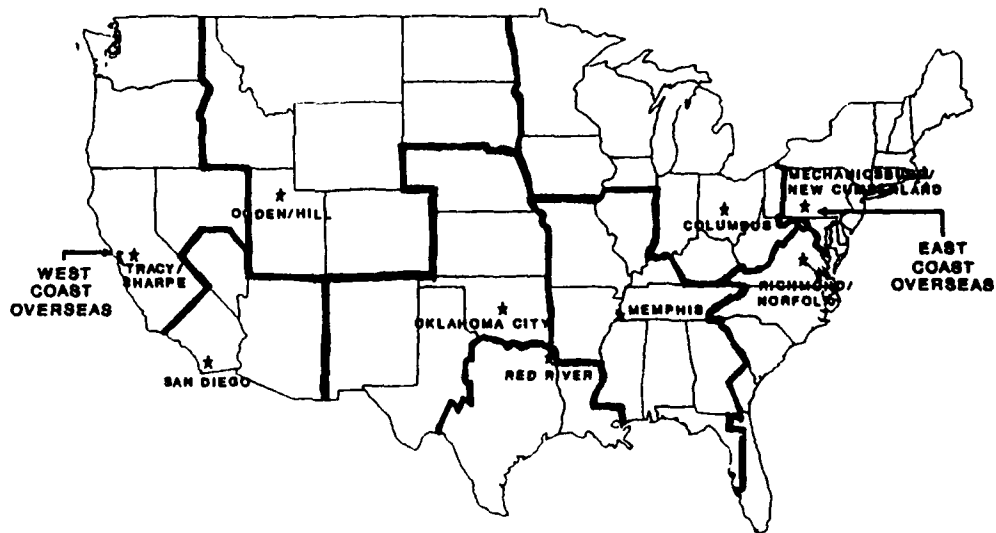 MECHANICSBURG/
NEW CUMBERLAND
OGDEN/HILL
COLUMBUS
WEST
COAST
OVERSEAS
TRACY/
SHARPE
EAST
COAST
OVERSEAS
RICHMOND/
NORFOLK
OKLAHOMA CITY
MEMPHIS
SAN DIEGO
RED RIVER